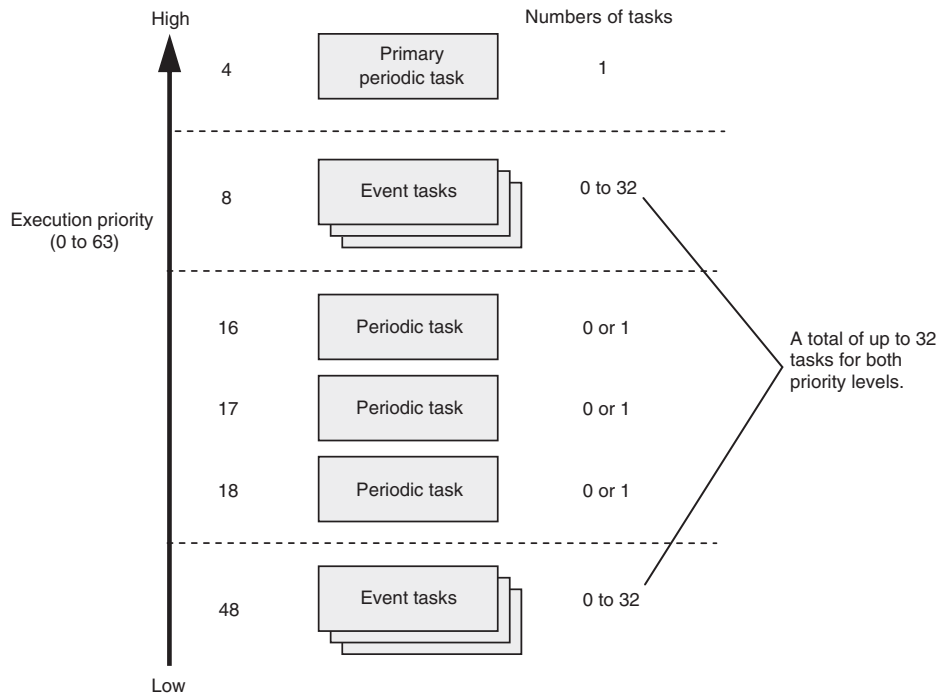 High
Numbers of tasks
4
Primary
periodic task
1
8
Event tasks
0 to 32
Execution priority
(0 to 63)
16
Periodic task
0 or 1
A total of up to 32
tasks for both
priority levels.
17
Periodic task
0 or 1
18
Periodic task
0 or 1
48
Event tasks
0 to 32
Low